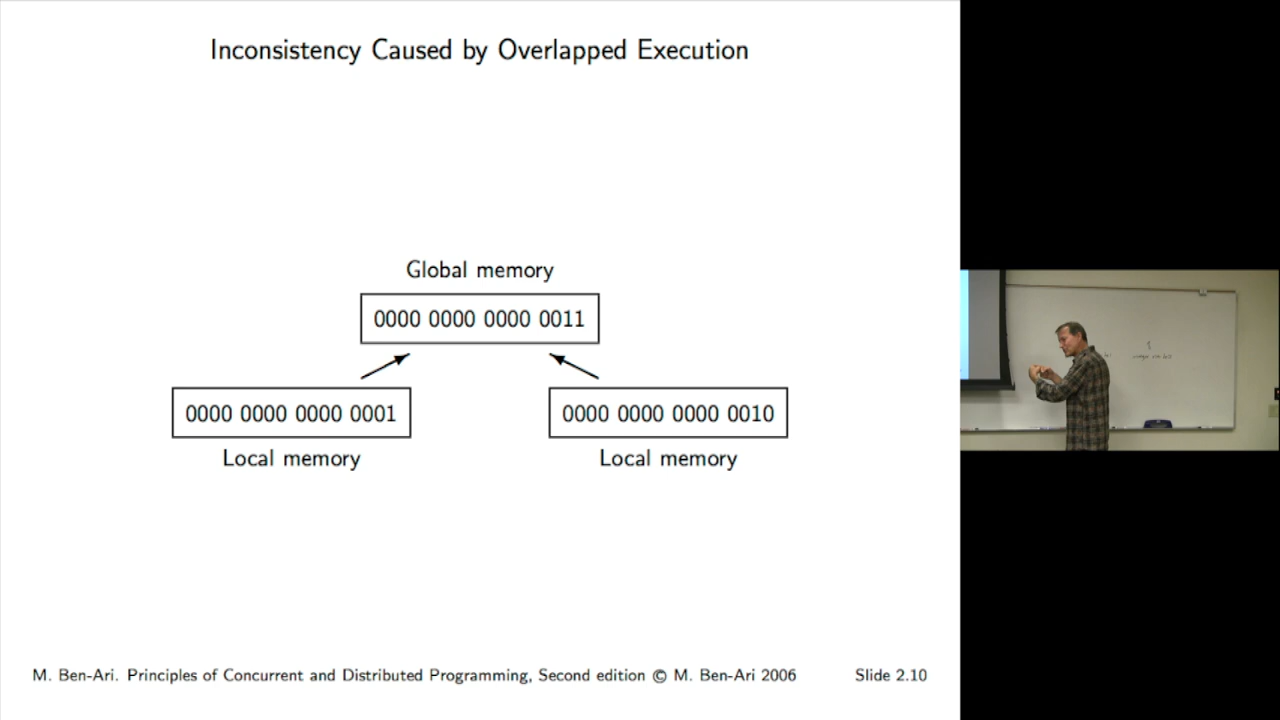 Inconsistency Caused by Overlapped Execution
Global memory
0000 0000 0000 0011
0000 0000 0000 0001
0000 0000 0000 0010
Local memory
Local memory
M. Ben-Ari. Principles of Concurrent and Distributed Programming, Second edition © M. Ben-Ari 2006
Slide 2.10